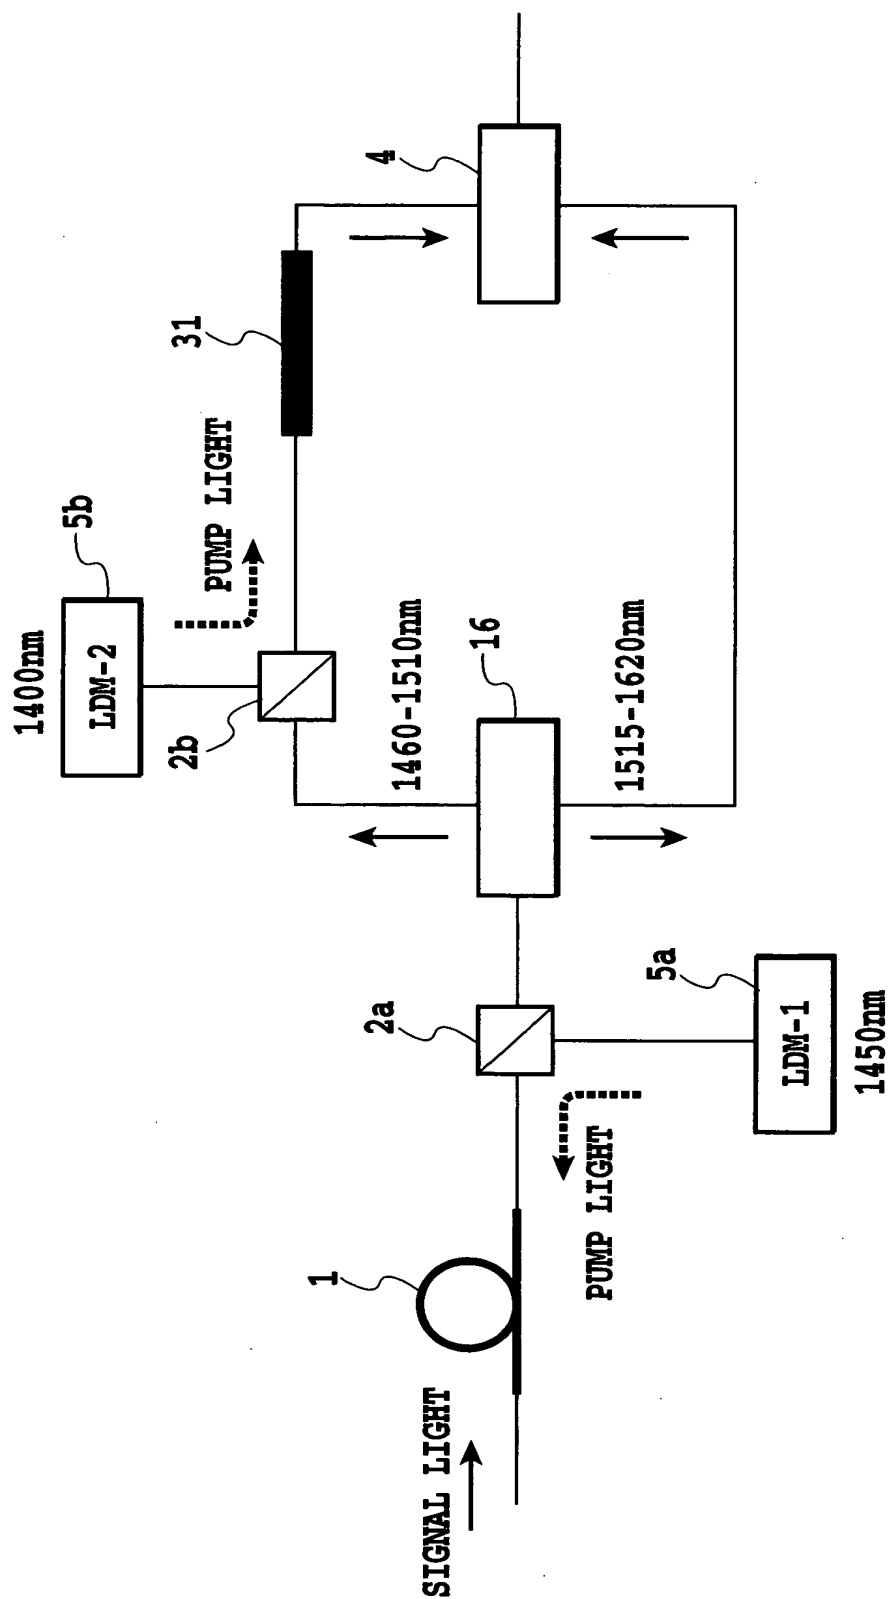 1400nm
LDM-2
5b
PUMP LIGHT
31
2b
4
1460-1510nm
16
1515-1620nm
2a
5a
LDM-1
1450nm
1
PUMP LIGHT
SIGNAL LIGHT